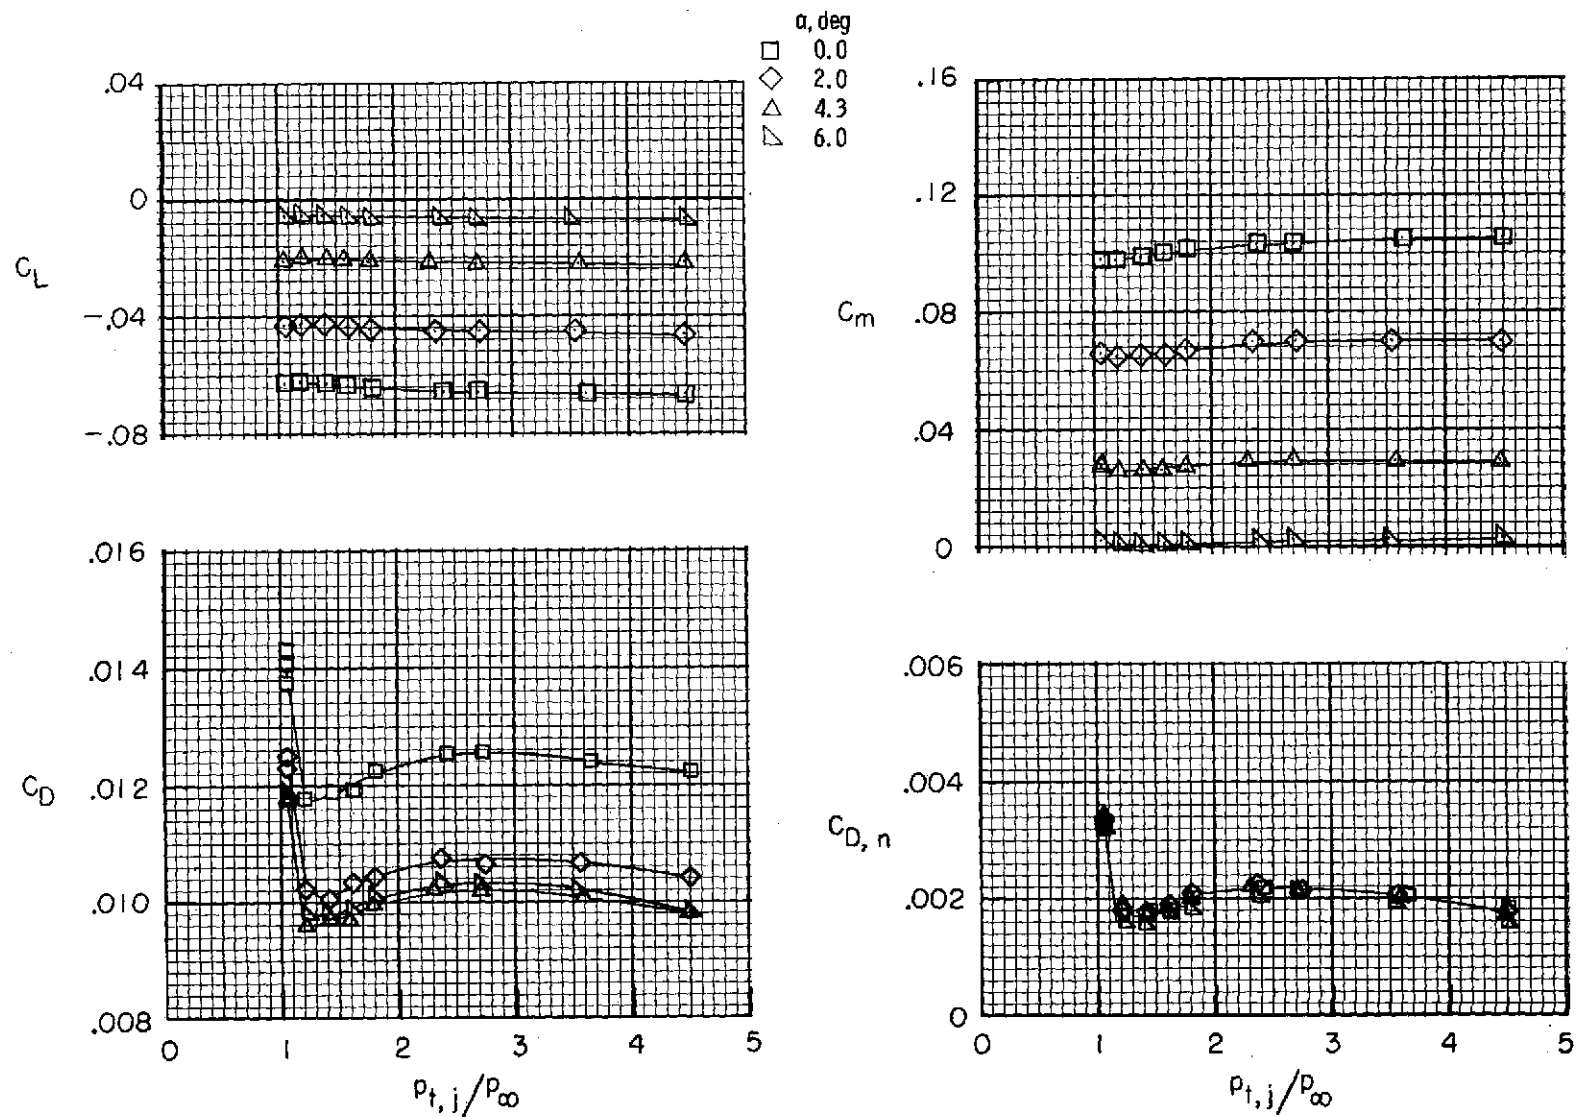 α, deg
0.0
2.0
4.3
6.0
.04
0
-.04
-.08
C_L
.16
.12
.08
.04
0
C_m
.016
.014
.012
.010
.008
C_D
0 1 2 3 4 5
p_t,j/p_∞
.006
.004
.002
0
C_D,n
0 1 2 3 4 5
p_t,j/p_∞